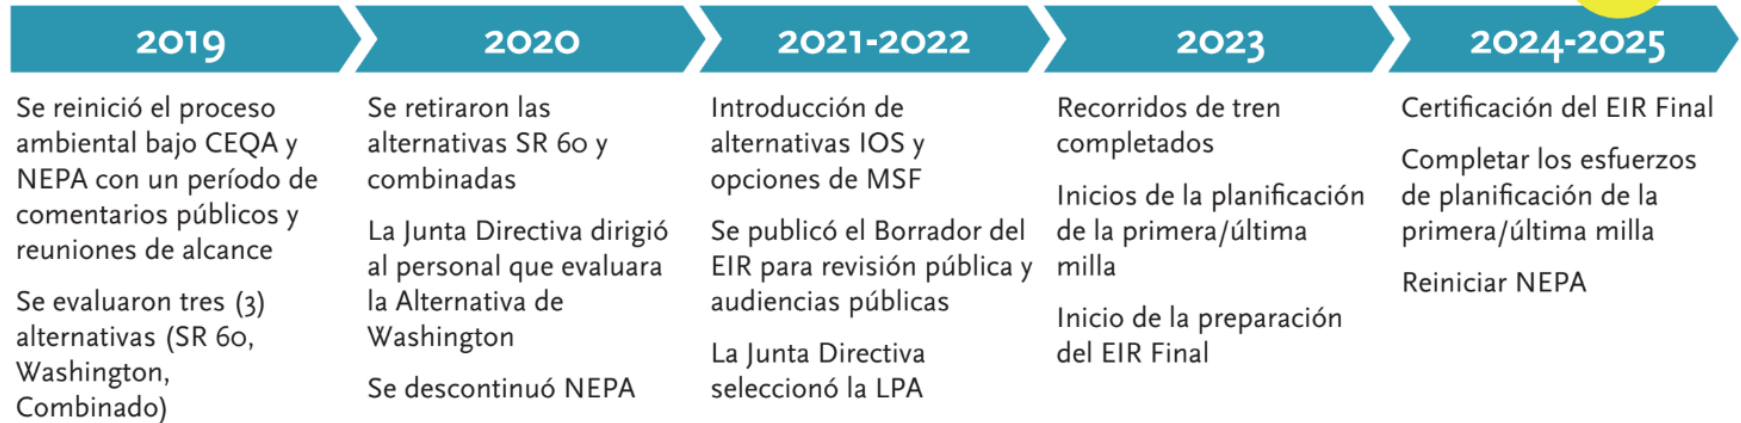 2019
Se reinició el proceso
ambiental bajo CEQA y
NEPA con un período de
comentarios públicos y
reuniones de alcance
Se evaluaron tres (3)
alternativas (SR 60,
Washington,
Combinado)
2020
Se retiraron las
alternativas SR 60 y
combinadas
La Junta Directiva dirigió
al personal que evaluara
la Alternativa de
Washington
Se descontinuó NEPA
2021-2022
Introducción de
alternativas IOS y
opciones de MSF
Se publicó el Borrador del
EIR para revisión pública y
audiencias públicas
La Junta Directiva
seleccionó la LPA
2023
Recorridos de tren
completados
Inicios de la planificación
de la primera/última
milla
Inicio de la preparación
del EIR Final
2024-2025
Certificación del EIR Final
Completar los esfuerzos
de planificación de la
primera/última milla
Reiniciar NEPA